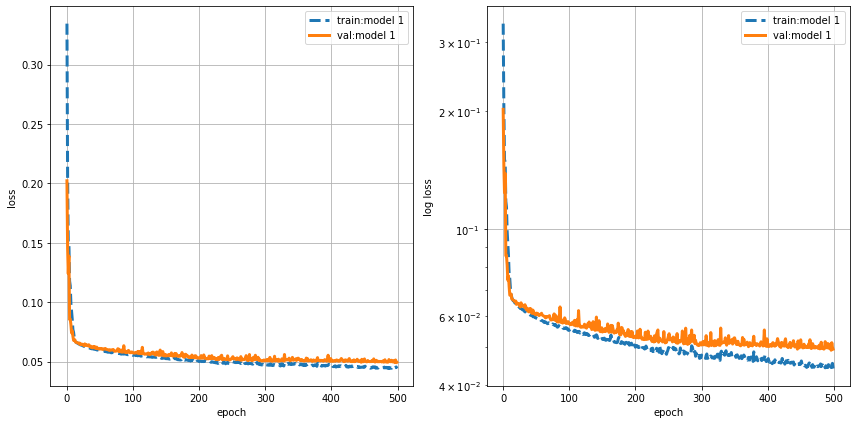 train:model 1
val:model 1
0.30
0.25
0.20
0.15
0.10
0.05
loss
0
100
200
300
400
500
epoch
train:model 1
val:model 1
3 × 10⁻¹
2 × 10⁻¹
10⁻¹
6 × 10⁻²
4 × 10⁻²
log loss
0
100
200
300
400
500
epoch